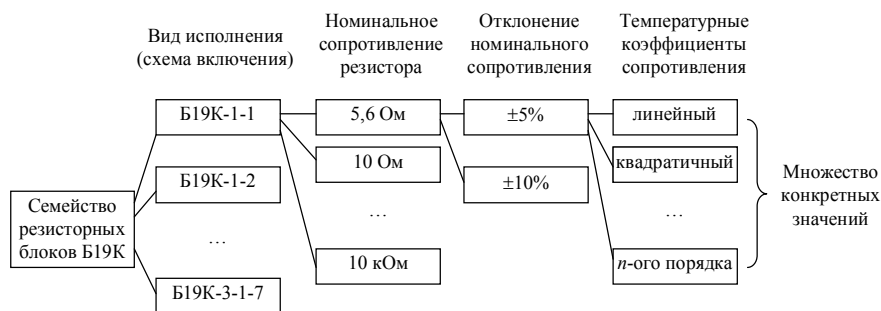 Вид исполнения
(схема включения)
Номинальное
сопротивление
резистора
Отклонение
номинального
сопротивления
Температурные
коэффициенты
сопротивления
Семейство
резисторных
блоков Б19К
Б19К-1-1
Б19К-1-2
…
Б19К-3-1-7
5,6 Ом
10 Ом
…
10 кОм
±5%
±10%
линейный
квадратичный
…
n-ого порядка
Множество
конкретных
значений